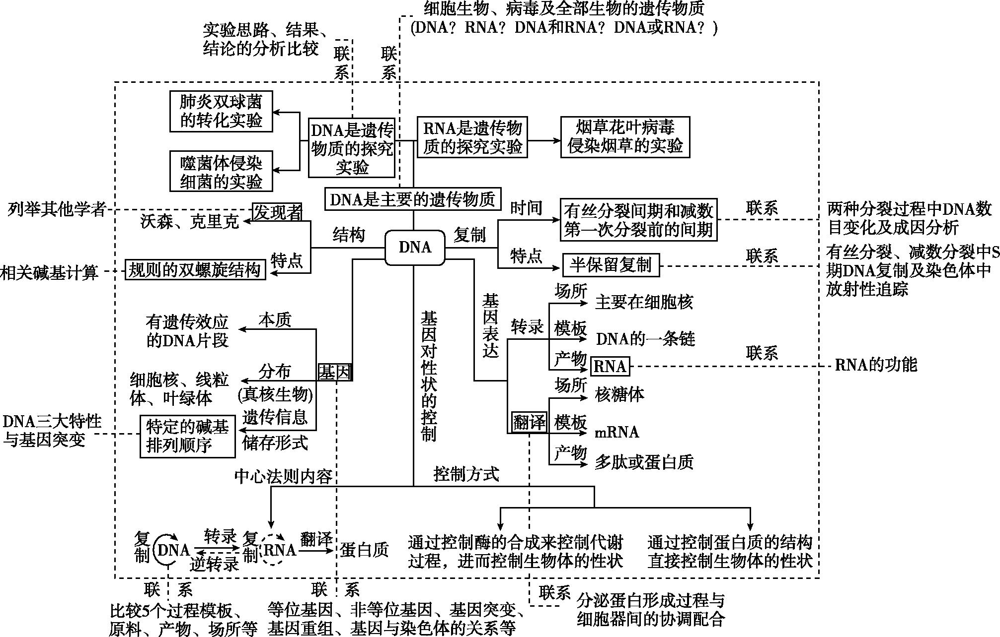 细胞生物、病毒及全部生物的遗传物质
(DNA？RNA？DNA和RNA？DNA或RNA？)
实验思路、结果、
结论的分析比较
联系
联系
肺炎双球菌
的转化实验
噬菌体侵染
细菌的实验
DNA是遗传
物质的探究
实验
RNA是遗传物
质的探究实验
烟草花叶病毒
侵染烟草的实验
DNA是主要的遗传物质
列举其他学者
发现者
沃森、克里克
结构
DNA
复制
时间
有丝分裂间期和减数
第一次分裂前的间期
联系
两种分裂过程中DNA数
目变化及成因分析
相关碱基计算
规则的双螺旋结构
特点
特点
半保留复制
联系
有丝分裂、减数分裂中S
期DNA复制及染色体中
放射性追踪
有遗传效应
的DNA片段
本质
基因
分布
(真核生物)
细胞核、线粒
体、叶绿体
DNA三大特性
与基因突变
特定的碱基
排列顺序
遗传信息
储存形式
基因对性状的控制
基因表达
转录
场所
主要在细胞核
模板
DNA的一条链
产物
RNA
联系
RNA的功能
翻译
场所
核糖体
模板
mRNA
产物
多肽或蛋白质
中心法则内容
控制方式
复制
DNA
转录
逆转录
复制
RNA
翻译
蛋白质
通过控制酶的合成来控制代谢
过程，进而控制生物体的性状
通过控制蛋白质的结构
直接控制生物体的性状
联系
比较5个过程模板、
原料、产物、场所等
联系
等位基因、非等位基因、基因突变、
基因重组、基因与染色体的关系等
联系
分泌蛋白形成过程与
细胞器间的协调配合